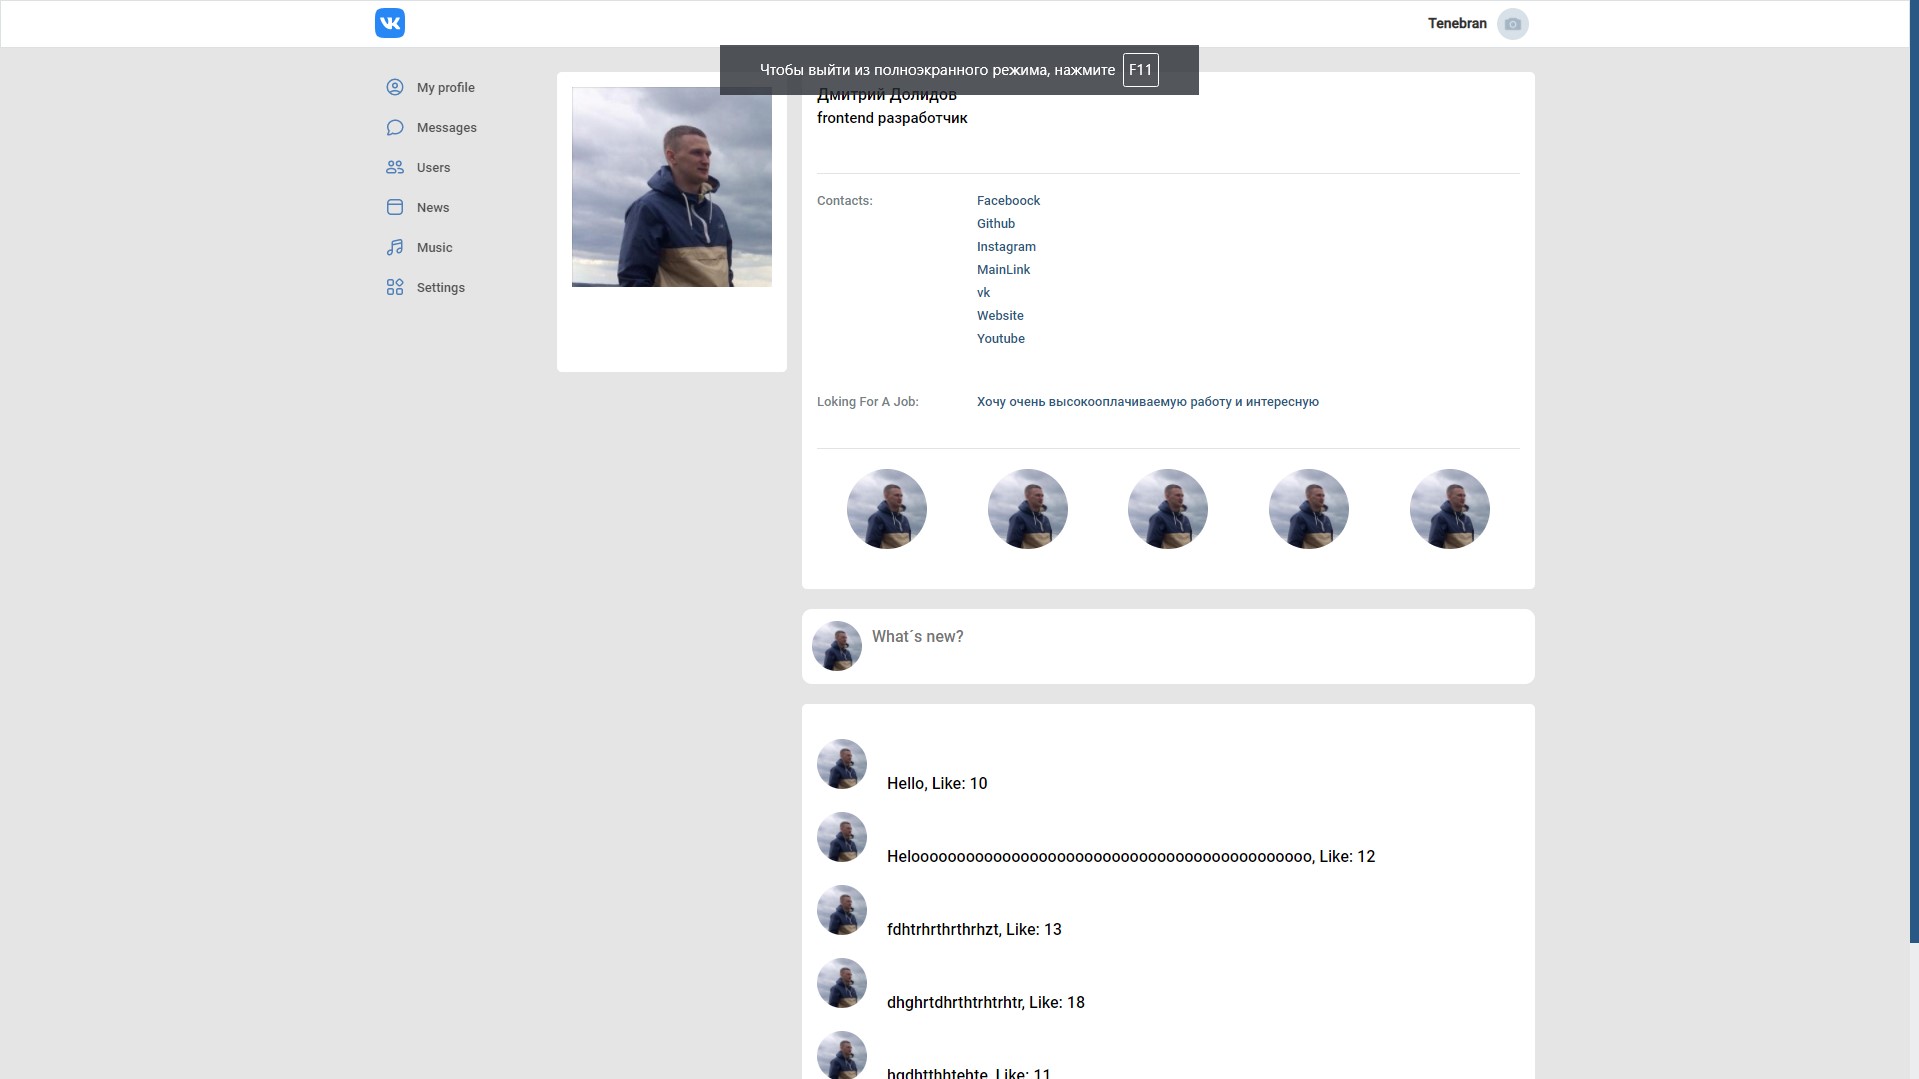 Tenebran
Чтобы выйти из полноэкранного режима, нажмите F11
My profile
Messages
Users
News
Music
Settings
Дмитрий Долидов
frontend разработчик
Contacts:
Faceboock
Github
Instagram
MainLink
vk
Website
Youtube
Loking For A Job: Хочу очень высокооплачиваемую работу и интересную
What´s new?
Hello, Like: 10
Helooooooooooooooooooooooooooooooooooooooooooooo, Like: 12
fdhtrhrthrthrhzt, Like: 13
dhghrtdhrthtrhtrhtr, Like: 18
hgdhtthhtehte, Like: 11